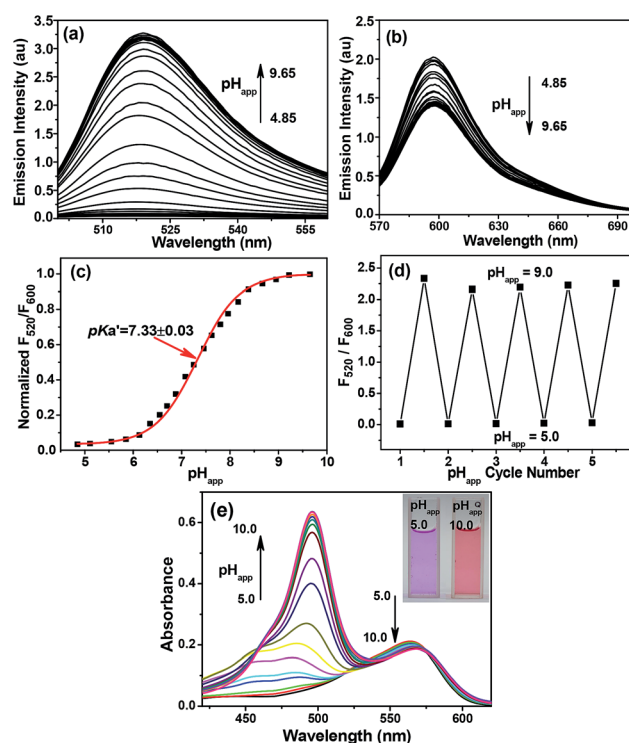 (a)
Emission Intensity (au)
3.5
3.0
2.5
2.0
1.5
1.0
0.5
0.0
pHapp
9.65
4.85
510 525 540 555
Wavelength (nm)
(b)
Emission Intensity (au)
2.5
2.0
1.5
1.0
0.5
0.0
pHapp
4.85
9.65
570 600 630 660 690
Wavelength (nm)
(c)
Normalized F520/F600
1.0
0.8
0.6
0.4
0.2
0.0
pKa'=7.33±0.03
4 5 6 7 8 9 10
pHapp
(d)
F520 / F600
2.5
2.0
1.5
1.0
0.5
0.0
pHapp = 9.0
pHapp = 5.0
1 2 3 4 5
pHapp Cycle Number
(e)
Absorbance
0.6
0.4
0.2
0.0
10.0
pHapp
5.0
5.0
10.0
pHapp
5.0
pHapp
10.0
450 500 550 600
Wavelength (nm)